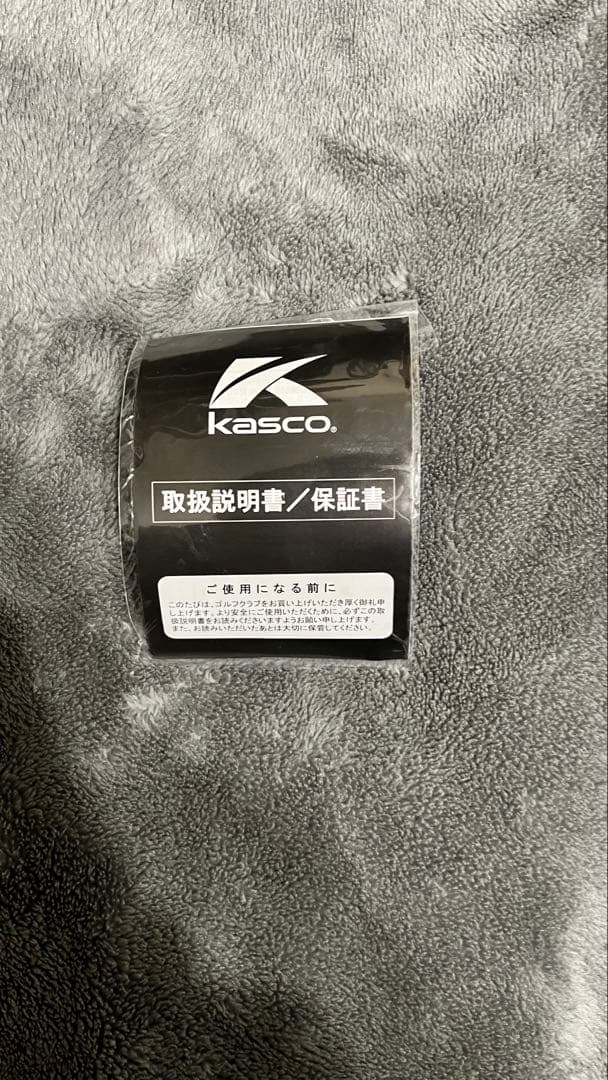 kasco®
取扱説明書／保証書
ご使用になる前に
このたびは、ゴルフクラブをお買い上げいただき厚く御礼申
し上げます。より安全にご使用いただくために、必ずこの取
扱説明書をお読みくださいますようお願い申し上げます。
また、お読みいただいたあとは大切に保管してください。